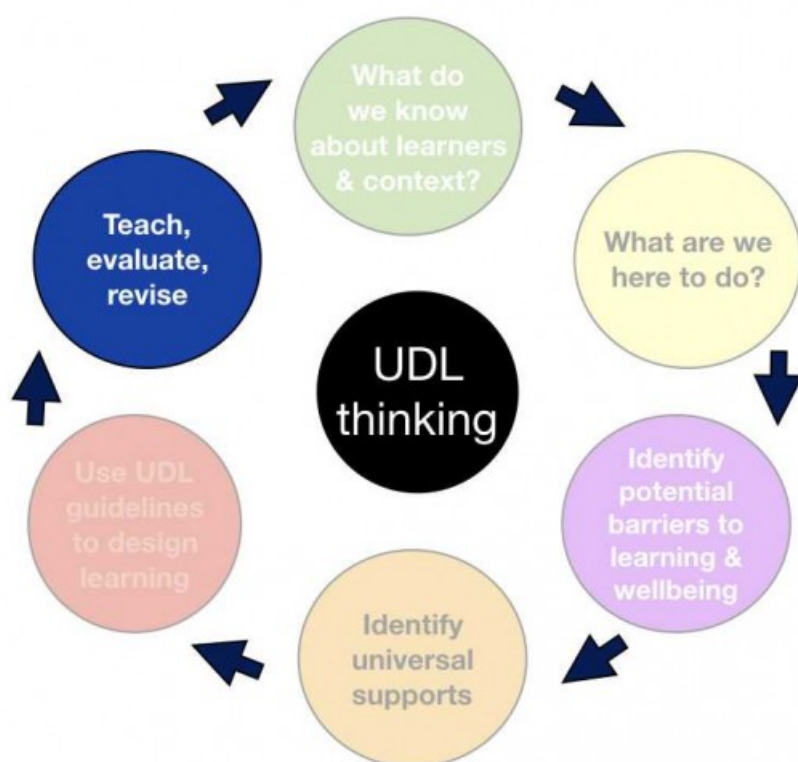 What do
we know
about learners
& context?
What are we
here to do?
Identify
potential
barriers to
learning &
wellbeing
Identify
universal
supports
Use UDL
guidelines
to design
learning
Teach,
evaluate,
revise
UDL
thinking